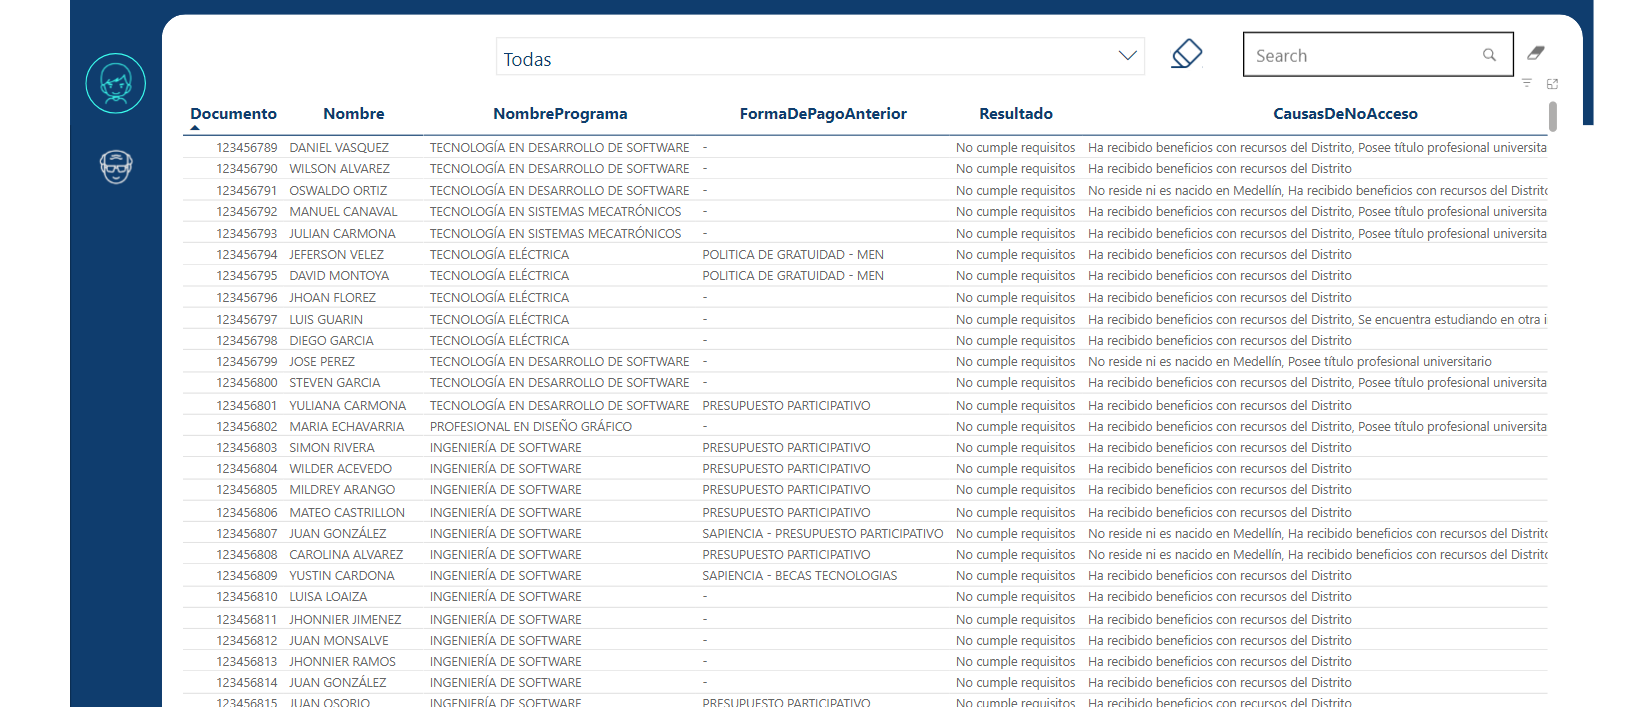 Todas
Search
Documento Nombre NombrePrograma FormaDePagoAnterior Resultado CausasDeNoAcceso
123456789 DANIEL VASQUEZ TECNOLOGÍA EN DESARROLLO DE SOFTWARE - No cumple requisitos Ha recibido beneficios con recursos del Distrito, Posee título profesional universita
123456790 WILSON ALVAREZ TECNOLOGÍA EN DESARROLLO DE SOFTWARE - No cumple requisitos Ha recibido beneficios con recursos del Distrito
123456791 OSWALDO ORTIZ TECNOLOGÍA EN DESARROLLO DE SOFTWARE - No cumple requisitos No reside ni es nacido en Medellín, Ha recibido beneficios con recursos del Distrito
123456792 MANUEL CANAVAL TECNOLOGÍA EN SISTEMAS MECATRÓNICOS - No cumple requisitos Ha recibido beneficios con recursos del Distrito, Posee título profesional universita
123456793 JULIAN CARMONA TECNOLOGÍA EN SISTEMAS MECATRÓNICOS - No cumple requisitos Ha recibido beneficios con recursos del Distrito, Posee título profesional universita
123456794 JEFERSON VELEZ TECNOLOGÍA ELÉCTRICA POLITICA DE GRATUIDAD - MEN No cumple requisitos Ha recibido beneficios con recursos del Distrito
123456795 DAVID MONTOYA TECNOLOGÍA ELÉCTRICA POLITICA DE GRATUIDAD - MEN No cumple requisitos Ha recibido beneficios con recursos del Distrito
123456796 JHOAN FLOREZ TECNOLOGÍA ELÉCTRICA - No cumple requisitos Ha recibido beneficios con recursos del Distrito
123456797 LUIS GUARIN TECNOLOGÍA ELÉCTRICA - No cumple requisitos Ha recibido beneficios con recursos del Distrito, Se encuentra estudiando en otra i
123456798 DIEGO GARCIA TECNOLOGÍA ELÉCTRICA - No cumple requisitos Ha recibido beneficios con recursos del Distrito
123456799 JOSE PEREZ TECNOLOGÍA EN DESARROLLO DE SOFTWARE - No cumple requisitos No reside ni es nacido en Medellín, Posee título profesional universitario
123456800 STEVEN GARCIA TECNOLOGÍA EN DESARROLLO DE SOFTWARE - No cumple requisitos Ha recibido beneficios con recursos del Distrito, Posee título profesional universita
123456801 YULIANA CARMONA TECNOLOGÍA EN DESARROLLO DE SOFTWARE PRESUPUESTO PARTICIPATIVO No cumple requisitos Ha recibido beneficios con recursos del Distrito
123456802 MARIA ECHAVARRIA PROFESIONAL EN DISEÑO GRÁFICO - No cumple requisitos Ha recibido beneficios con recursos del Distrito, Posee título profesional universita
123456803 SIMON RIVERA INGENIERÍA DE SOFTWARE PRESUPUESTO PARTICIPATIVO No cumple requisitos Ha recibido beneficios con recursos del Distrito
123456804 WILDER ACEVEDO INGENIERÍA DE SOFTWARE PRESUPUESTO PARTICIPATIVO No cumple requisitos Ha recibido beneficios con recursos del Distrito
123456805 MILDREY ARANGO INGENIERÍA DE SOFTWARE PRESUPUESTO PARTICIPATIVO No cumple requisitos Ha recibido beneficios con recursos del Distrito
123456806 MATEO CASTRILLON INGENIERÍA DE SOFTWARE PRESUPUESTO PARTICIPATIVO No cumple requisitos Ha recibido beneficios con recursos del Distrito
123456807 JUAN GONZÁLEZ INGENIERÍA DE SOFTWARE SAPIENCIA - PRESUPUESTO PARTICIPATIVO No cumple requisitos No reside ni es nacido en Medellín, Ha recibido beneficios con recursos del Distrito
123456808 CAROLINA ALVAREZ INGENIERÍA DE SOFTWARE PRESUPUESTO PARTICIPATIVO No cumple requisitos No reside ni es nacido en Medellín, Ha recibido beneficios con recursos del Distrito
123456809 YUSTIN CARDONA INGENIERÍA DE SOFTWARE SAPIENCIA - BECAS TECNOLOGIAS No cumple requisitos Ha recibido beneficios con recursos del Distrito
123456810 LUISA LOAIZA INGENIERÍA DE SOFTWARE - No cumple requisitos Ha recibido beneficios con recursos del Distrito
123456811 JHONNIER JIMENEZ INGENIERÍA DE SOFTWARE - No cumple requisitos Ha recibido beneficios con recursos del Distrito
123456812 JUAN MONSALVE INGENIERÍA DE SOFTWARE - No cumple requisitos Ha recibido beneficios con recursos del Distrito
123456813 JHONNIER RAMOS INGENIERÍA DE SOFTWARE - No cumple requisitos Ha recibido beneficios con recursos del Distrito
123456814 JUAN GONZÁLEZ INGENIERÍA DE SOFTWARE - No cumple requisitos Ha recibido beneficios con recursos del Distrito
123456815 JUAN OSORIO INGENIERÍA DE SOFTWARE PRESUPUESTO PARTICIPATIVO No cumple requisitos Ha recibido beneficios con recursos del Distrito